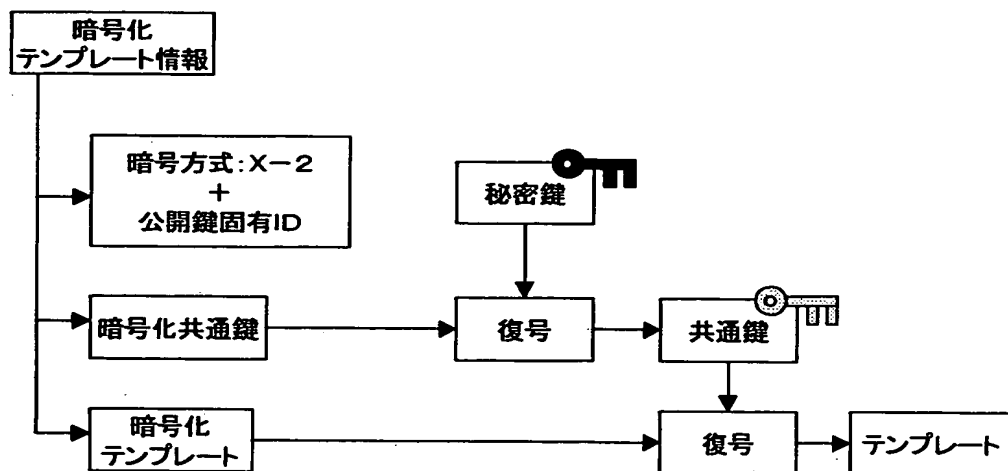 暗号化
テンプレート情報
暗号方式:X-2
+
公開鍵固有ID
秘密鍵
暗号化共通鍵
復号
共通鍵
暗号化
テンプレート
復号
テンプレート